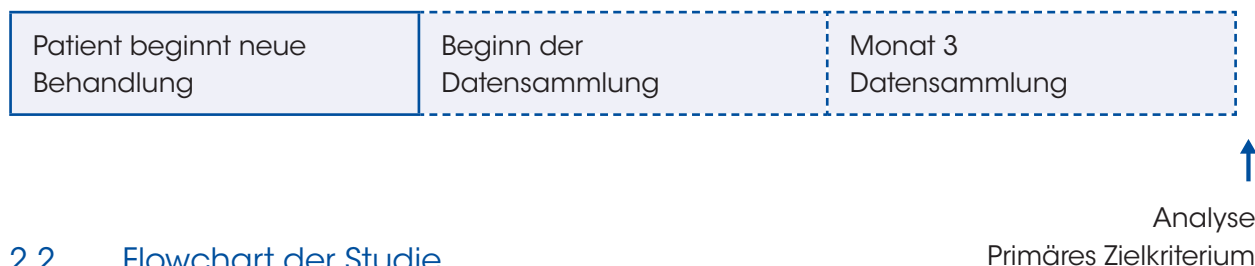 Patient beginnt neue
Behandlung
Beginn der
Datensammlung
Monat 3
Datensammlung
Analyse
Primäres Zielkriterium
2.2 Flowchart der Studie